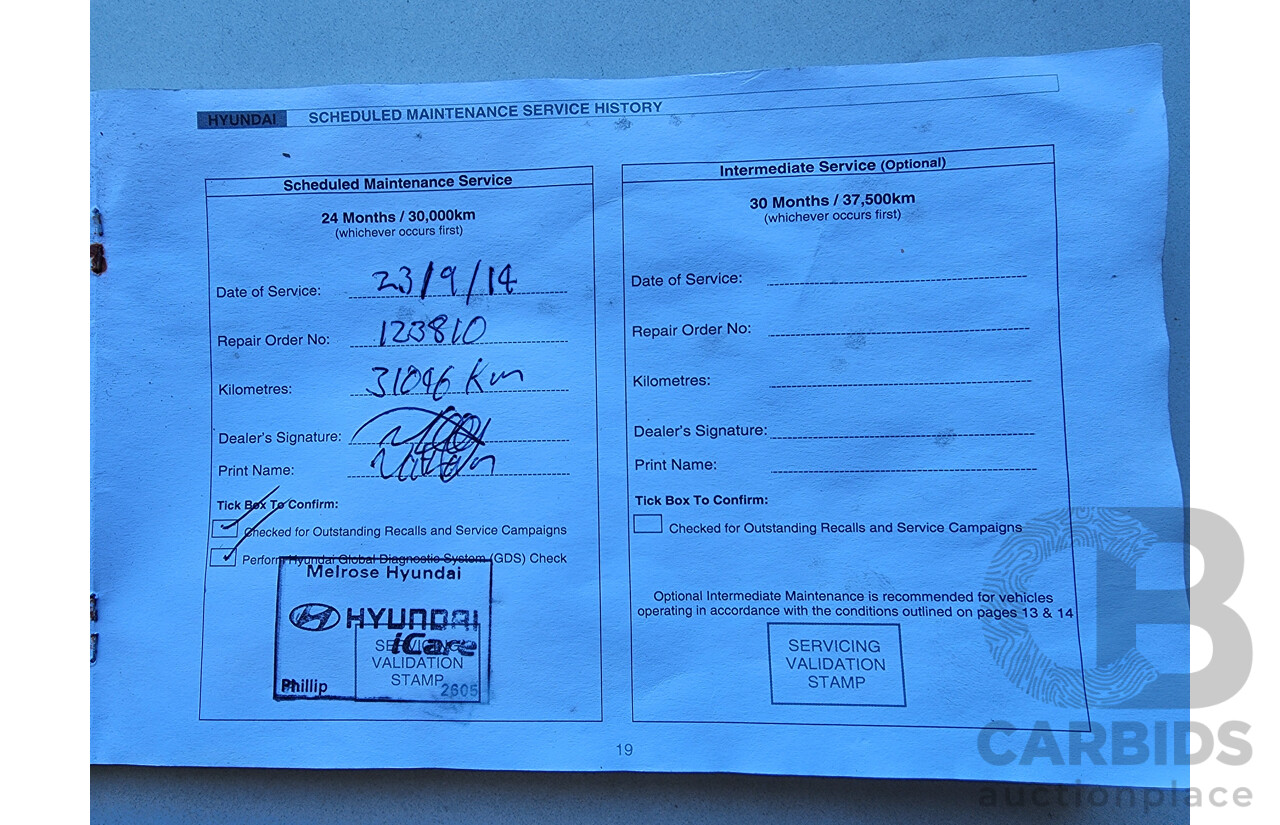 HYUNDAI SCHEDULED MAINTENANCE SERVICE HISTORY
Scheduled Maintenance Service
24 Months / 30,000km
(whichever occurs first)
Date of Service: 23/9/14
Repair Order No: 123810
Kilometres: 31096 Km
Dealer's Signature:
Print Name:
Tick Box To Confirm:
Checked for Outstanding Recalls and Service Campaigns
Perform Hyundai Global Diagnostic System (GDS) Check
Melrose Hyundai
HYUNDAI
iCare
SERVICING
VALIDATION
STAMP
Phillip 2605
Intermediate Service (Optional)
30 Months / 37,500km
(whichever occurs first)
Date of Service:
Repair Order No:
Kilometres:
Dealer's Signature:
Print Name:
Tick Box To Confirm:
Checked for Outstanding Recalls and Service Campaigns
Optional Intermediate Maintenance is recommended for vehicles
operating in accordance with the conditions outlined on pages 13 & 14
SERVICING
VALIDATION
STAMP
19
CARBIDS
auctionplace